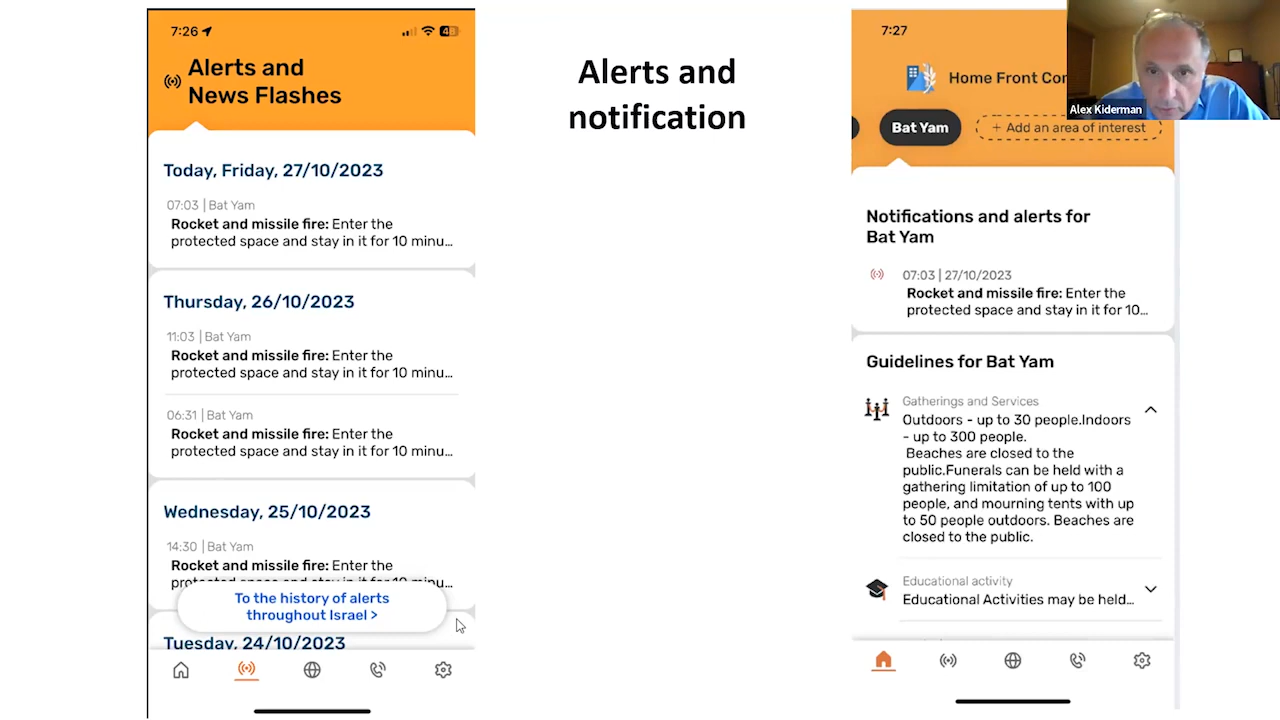 7:26
Alerts and
News Flashes
Today, Friday, 27/10/2023
07:03 | Bat Yam
Rocket and missile fire: Enter the
protected space and stay in it for 10 minu...
Thursday, 26/10/2023
11:03 | Bat Yam
Rocket and missile fire: Enter the
protected space and stay in it for 10 minu...
06:31 | Bat Yam
Rocket and missile fire: Enter the
protected space and stay in it for 10 minu...
Wednesday, 25/10/2023
14:30 | Bat Yam
Rocket and missile fire: Enter the
protected space and stay in it for 10 minu...
To the history of alerts
throughout Israel >
Tuesday, 24/10/2023
Alerts and
notification
7:27
Home Front
Bat Yam
+ Add an area of interest
Notifications and alerts for
Bat Yam
07:03 | 27/10/2023
Rocket and missile fire: Enter the
protected space and stay in it for 10...
Guidelines for Bat Yam
Gatherings and Services
Outdoors - up to 30 people.Indoors
- up to 300 people.
Beaches are closed to the
public.Funerals can be held with a
gathering limitation of up to 100
people, and mourning tents with up
to 50 people outdoors. Beaches are
closed to the public.
Educational activity
Educational Activities may be held...
Alex Kiderman